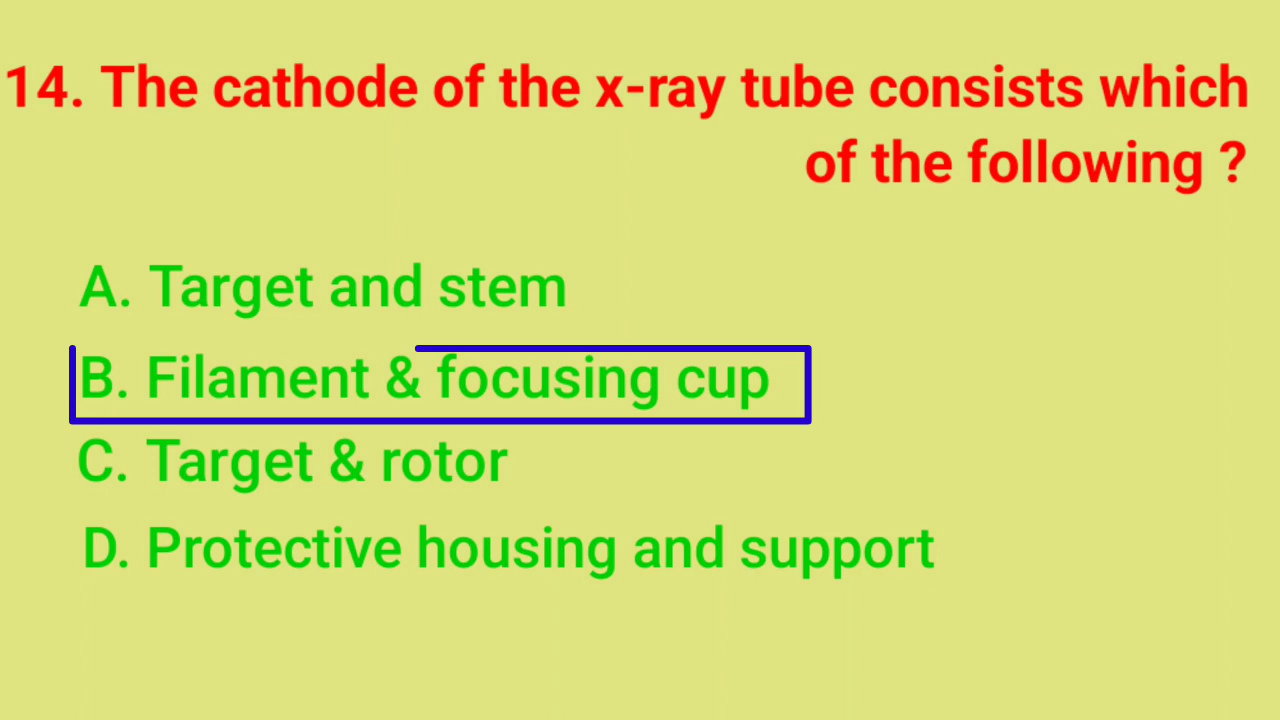 14. The cathode of the x-ray tube consists which
of the following ?
A. Target and stem
B. Filament & focusing cup
C. Target & rotor
D. Protective housing and support